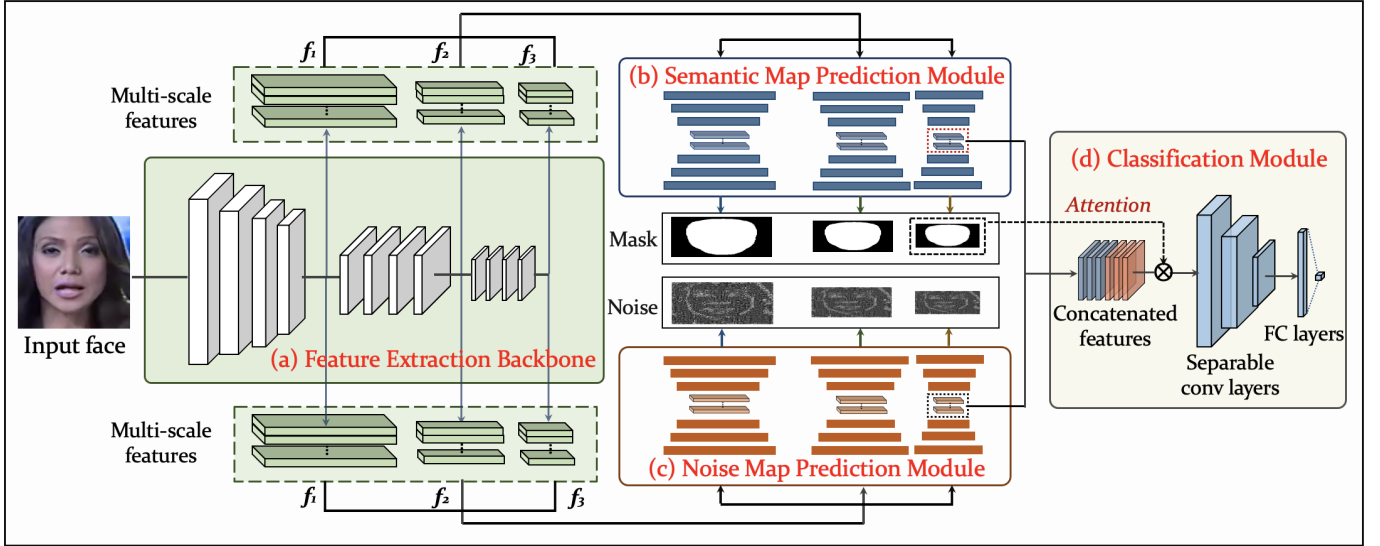 f₁
f₂
f₃
Multi-scale
features
(b) Semantic Map Prediction Module
(d) Classification Module
Attention
Mask
Noise
Input face
(a) Feature Extraction Backbone
Concatenated
features
FC layers
Separable
conv layers
Multi-scale
features
(c) Noise Map Prediction Module
f₁
f₂
f₃